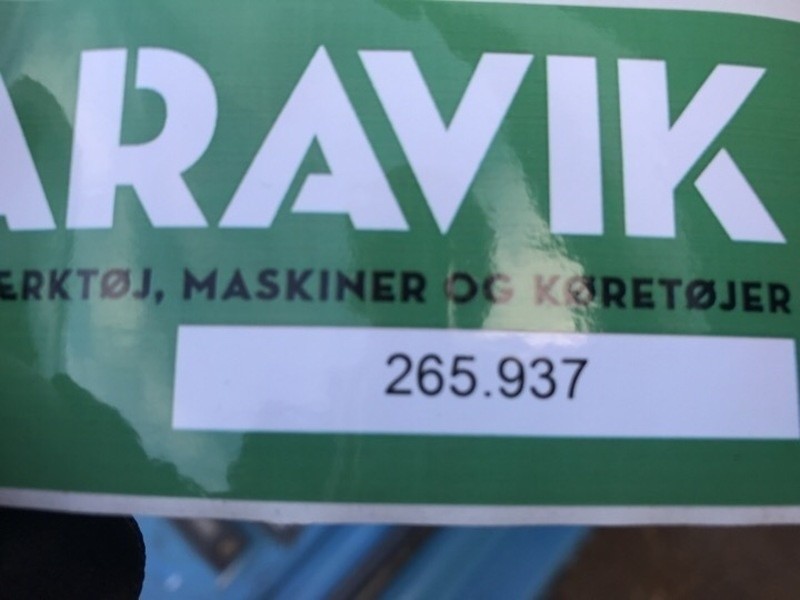 ARAVIK
ERKTØJ, MASKINER OG KØRETØJER
265.937